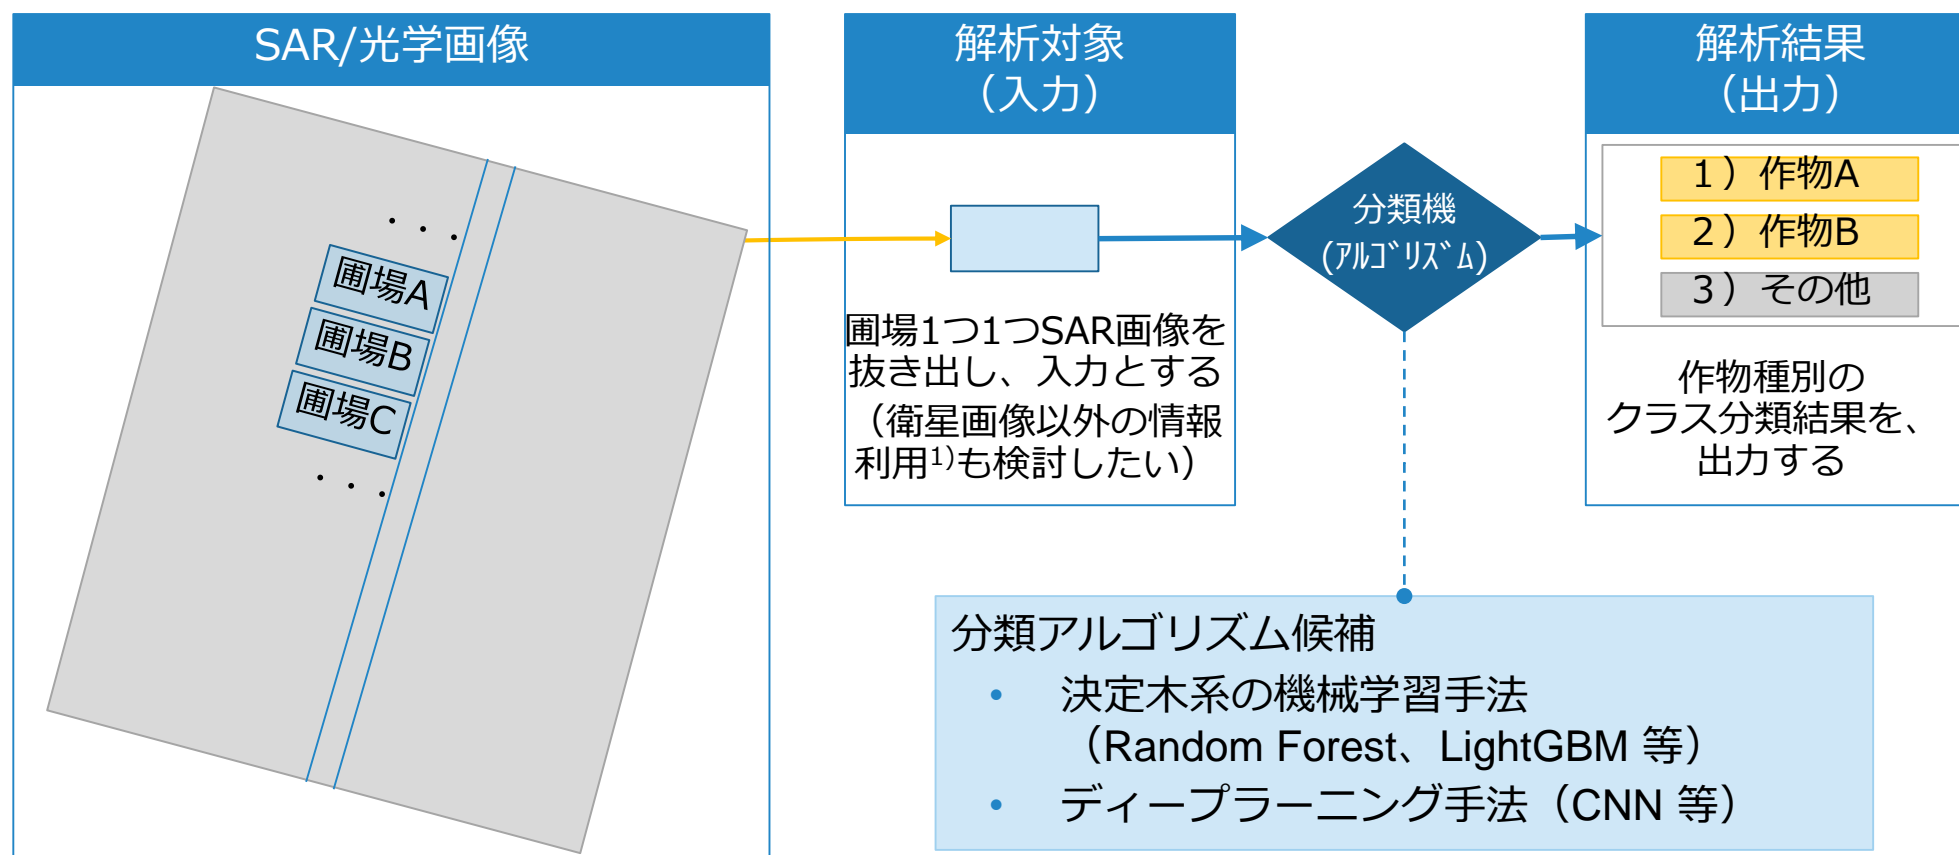 SAR/光学画像
・・・
圃場A
圃場B
圃場C
・・・
解析対象
（入力）
圃場1つ1つSAR画像を
抜き出し、入力とする
（衛星画像以外の情報
利用1)も検討したい）
分類機
(ｱﾙｺﾞﾘｽﾞﾑ)
解析結果
（出力）
１）作物A
２）作物B
３）その他
作物種別の
クラス分類結果を、
出力する
分類アルゴリズム候補
• 決定木系の機械学習手法
（Random Forest、LightGBM 等）
• ディープラーニング手法（CNN 等）